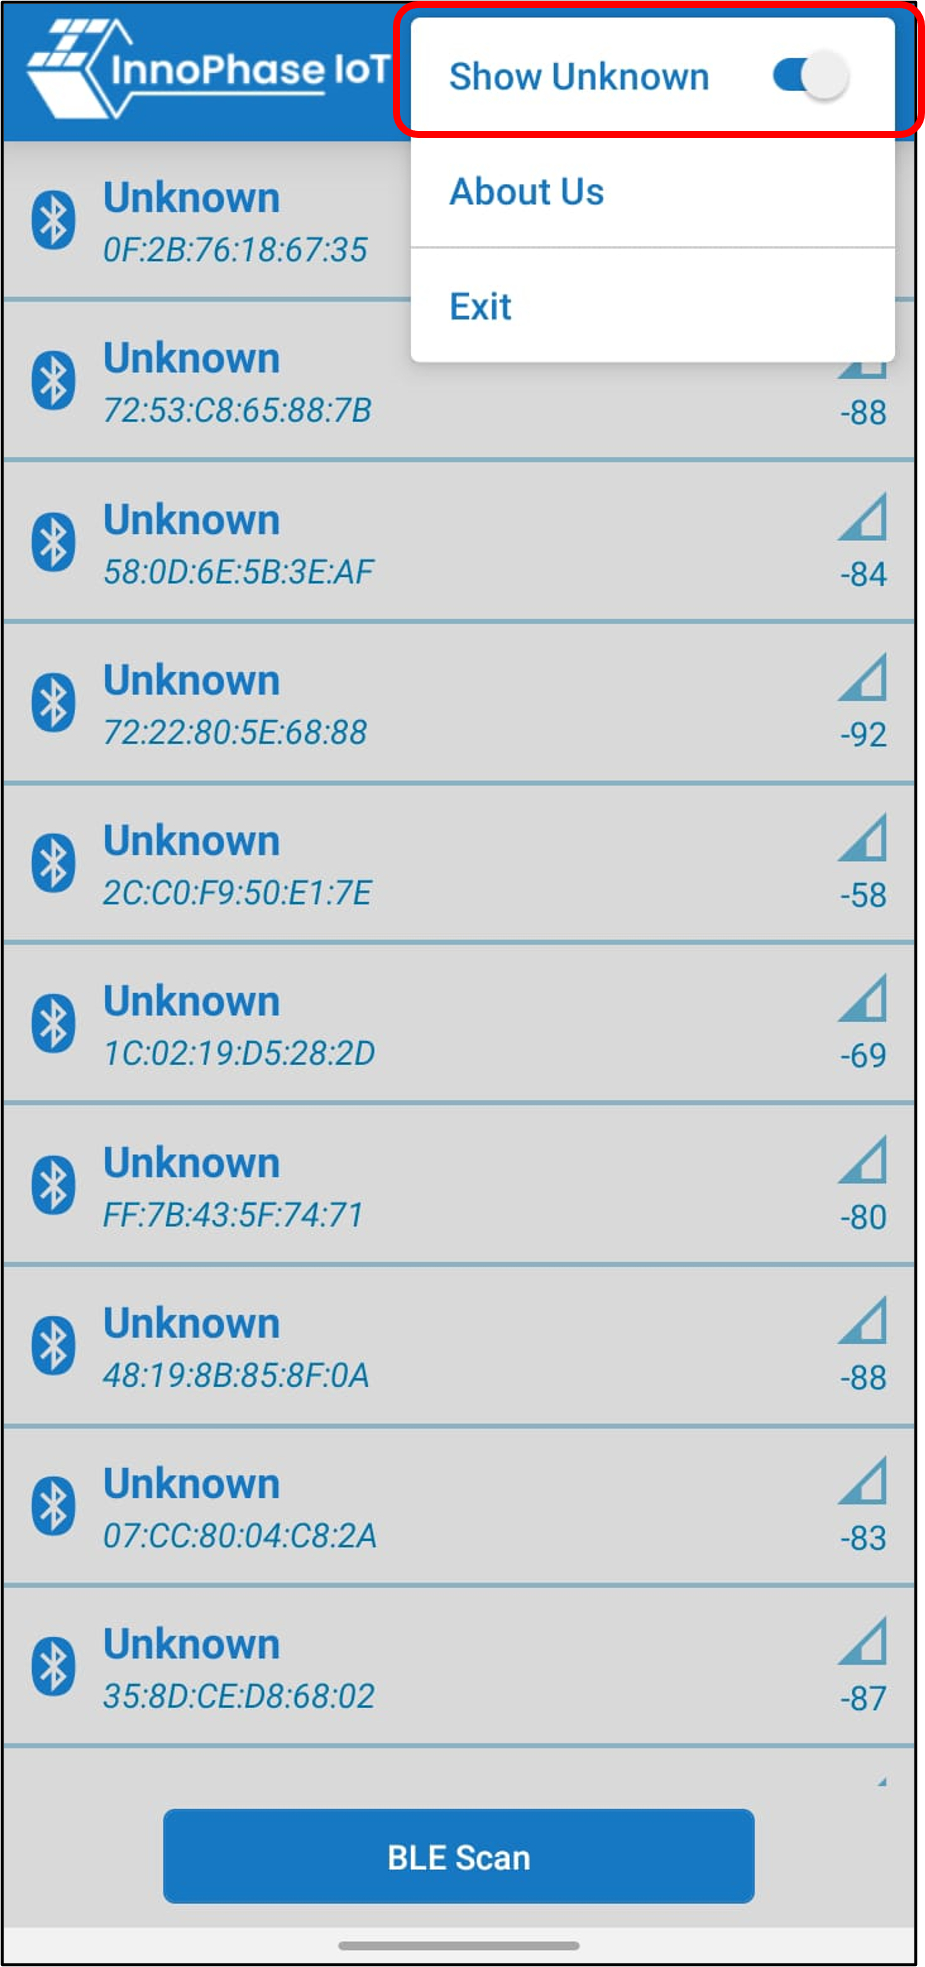 InnoPhase IoT
Show Unknown
About Us
Exit
Unknown
0F:2B:76:18:67:35
Unknown
72:53:C8:65:88:7B
-88
Unknown
58:0D:6E:5B:3E:AF
-84
Unknown
72:22:80:5E:68:88
-92
Unknown
2C:C0:F9:50:E1:7E
-58
Unknown
1C:02:19:D5:28:2D
-69
Unknown
FF:7B:43:5F:74:71
-80
Unknown
48:19:8B:85:8F:0A
-88
Unknown
07:CC:80:04:C8:2A
-83
Unknown
35:8D:CE:D8:68:02
-87
BLE Scan